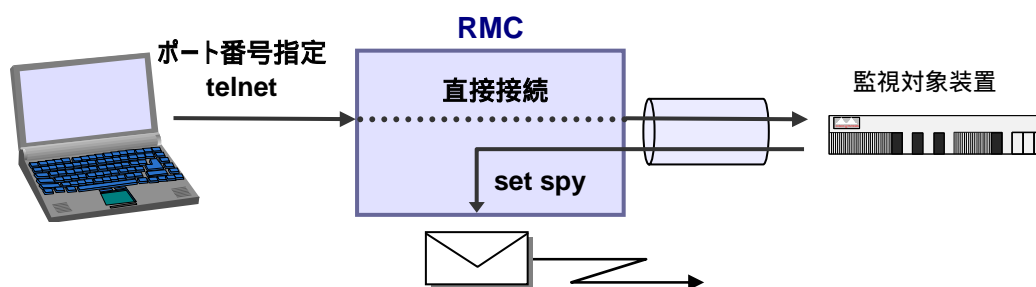 RMC
ポート番号指定
telnet
直接接続
監視対象装置
set spy